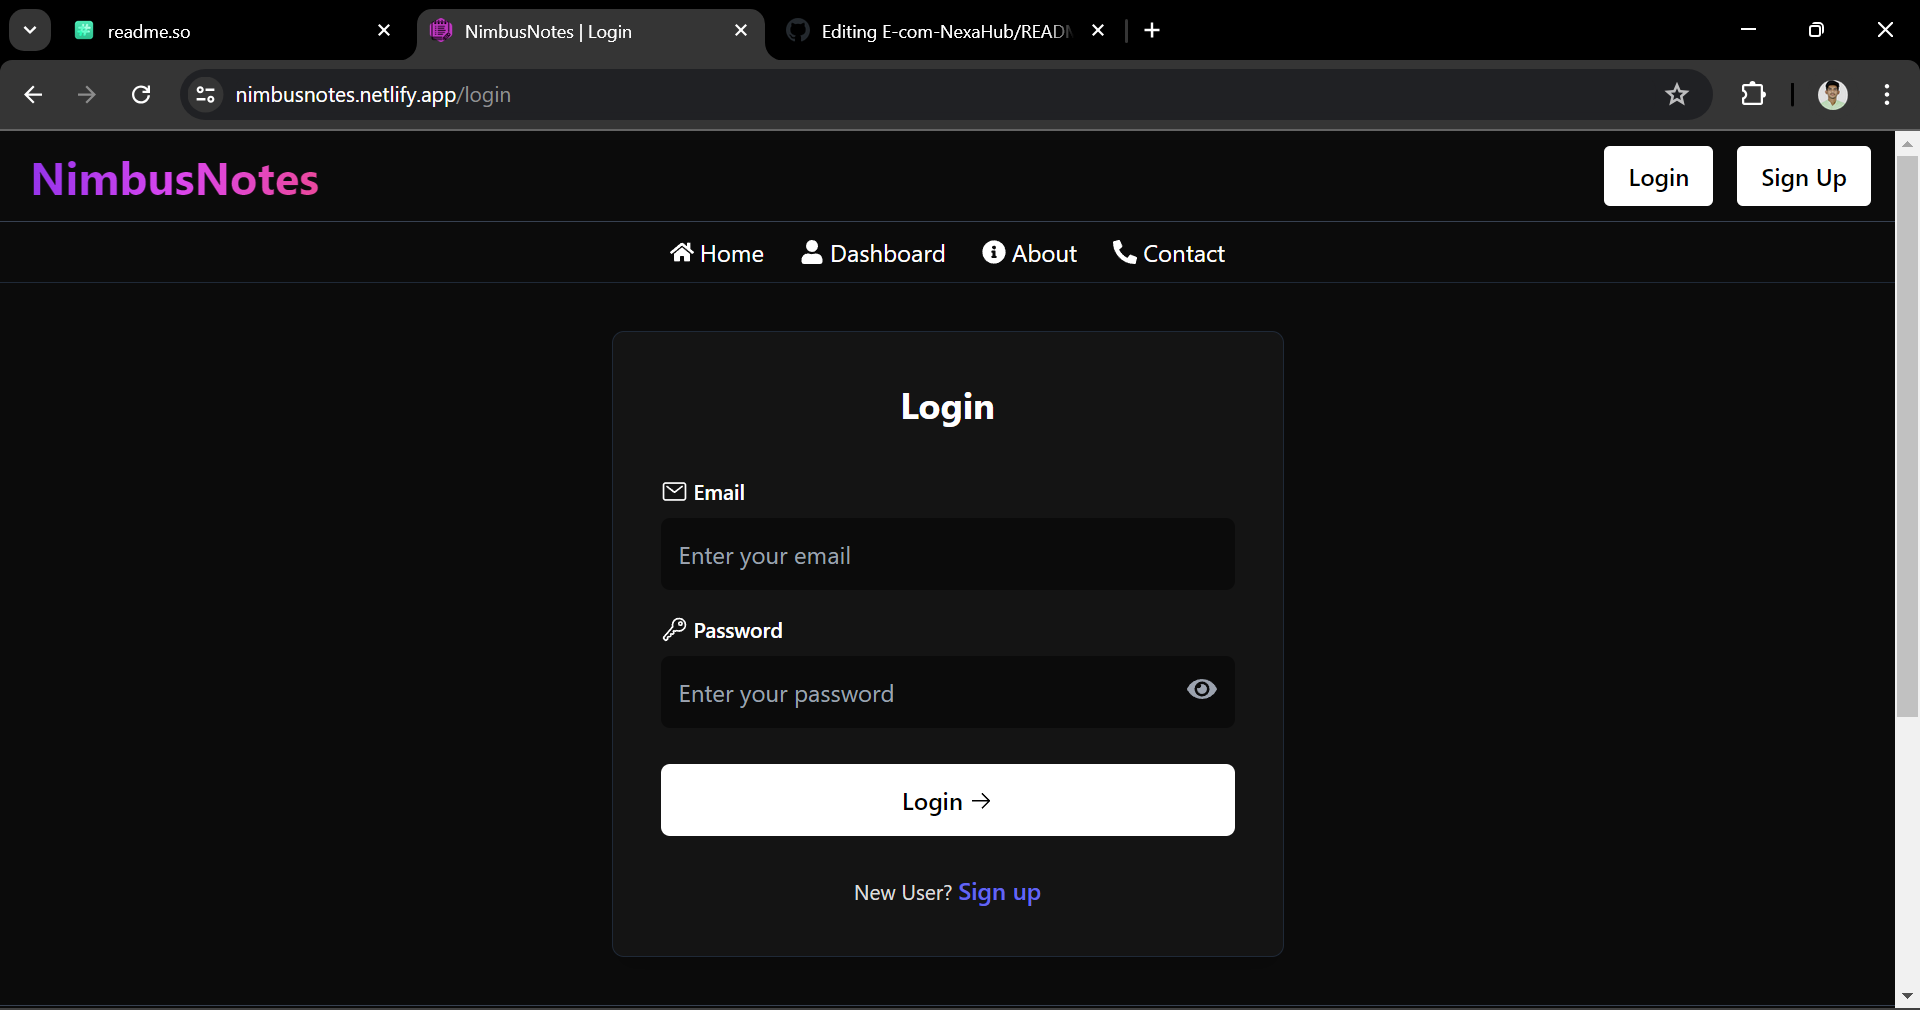 readme.so
NimbusNotes | Login
Editing E-com-NexaHub/READ
nimbusnotes.netlify.app/login
NimbusNotes
Login
Sign Up
Home
Dashboard
About
Contact
Login
Email
Enter your email
Password
Enter your password
Login →
New User? Sign up